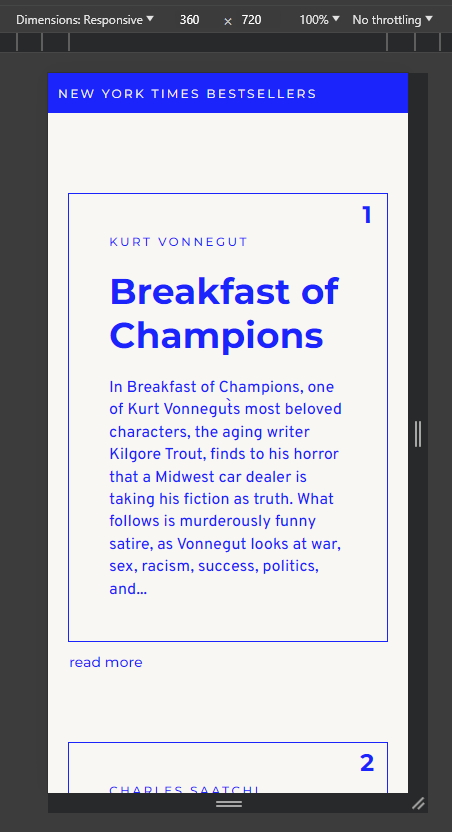 Dimensions: Responsive ▼ 360 × 720 100% ▼ No throttling ▼
NEW YORK TIMES BESTSELLERS
1
KURT VONNEGUT
Breakfast of
Champions
In Breakfast of Champions, one
of Kurt Vonnegut̀s most beloved
characters, the aging writer
Kilgore Trout, finds to his horror
that a Midwest car dealer is
taking his fiction as truth. What
follows is murderously funny
satire, as Vonnegut looks at war,
sex, racism, success, politics,
and...
read more
2
CHARLES SAATCHI